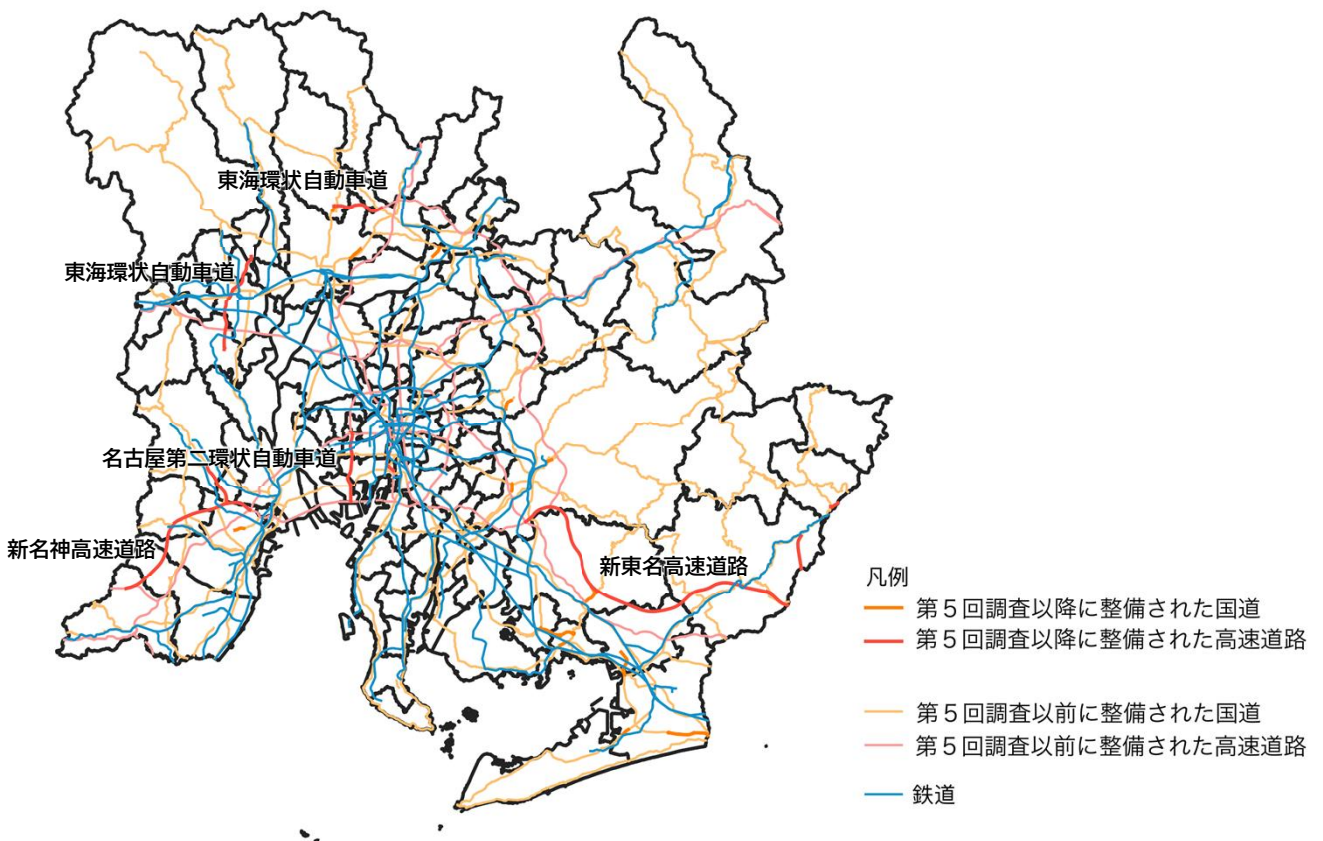 東海環状自動車道
東海環状自動車道
名古屋第二環状自動車道
新名神高速道路
新東名高速道路
凡例
第５回調査以降に整備された国道
第５回調査以降に整備された高速道路
第５回調査以前に整備された国道
第５回調査以前に整備された高速道路
鉄道